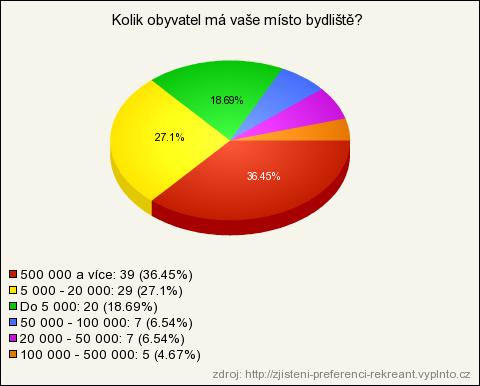 Kolik obyvatel má vaše místo bydliště?
18.69%
27.1%
36.45%
500 000 a více: 39 (36.45%)
5 000 - 20 000: 29 (27.1%)
Do 5 000: 20 (18.69%)
50 000 - 100 000: 7 (6.54%)
20 000 - 50 000: 7 (6.54%)
100 000 - 500 000: 5 (4.67%)
zdroj: http://zjisteni-preferenci-rekreant.vyplnto.cz